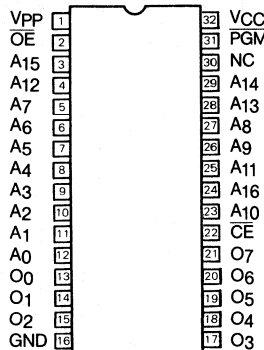 VPP 1 32 VCC
OE 2 31 PGM
A15 3 30 NC
A12 4 29 A14
A7 5 28 A13
A6 6 27 A8
A5 7 26 A9
A4 8 25 A11
A3 9 24 A16
A2 10 23 A10
A1 11 22 CE
A0 12 21 O7
O0 13 20 O6
O1 14 19 O5
O2 15 18 O4
GND 16 17 O3